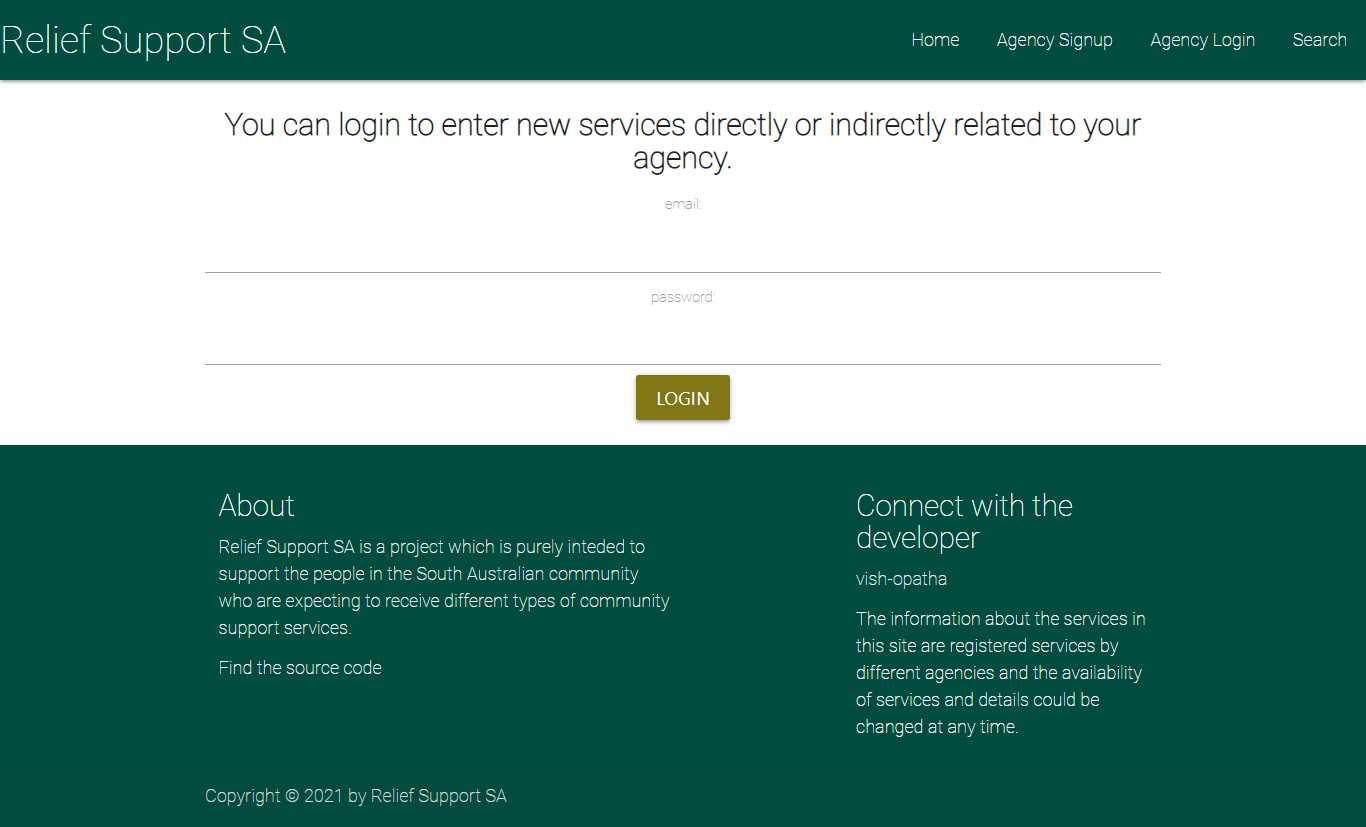 Relief Support SA
Home
Agency Signup
Agency Login
Search
You can login to enter new services directly or indirectly related to your
agency.
email:
password:
LOGIN
About
Relief Support SA is a project which is purely inteded to
support the people in the South Australian community
who are expecting to receive different types of community
support services.
Find the source code
Connect with the
developer
vish-opatha
The information about the services in
this site are registered services by
different agencies and the availability
of services and details could be
changed at any time.
Copyright © 2021 by Relief Support SA